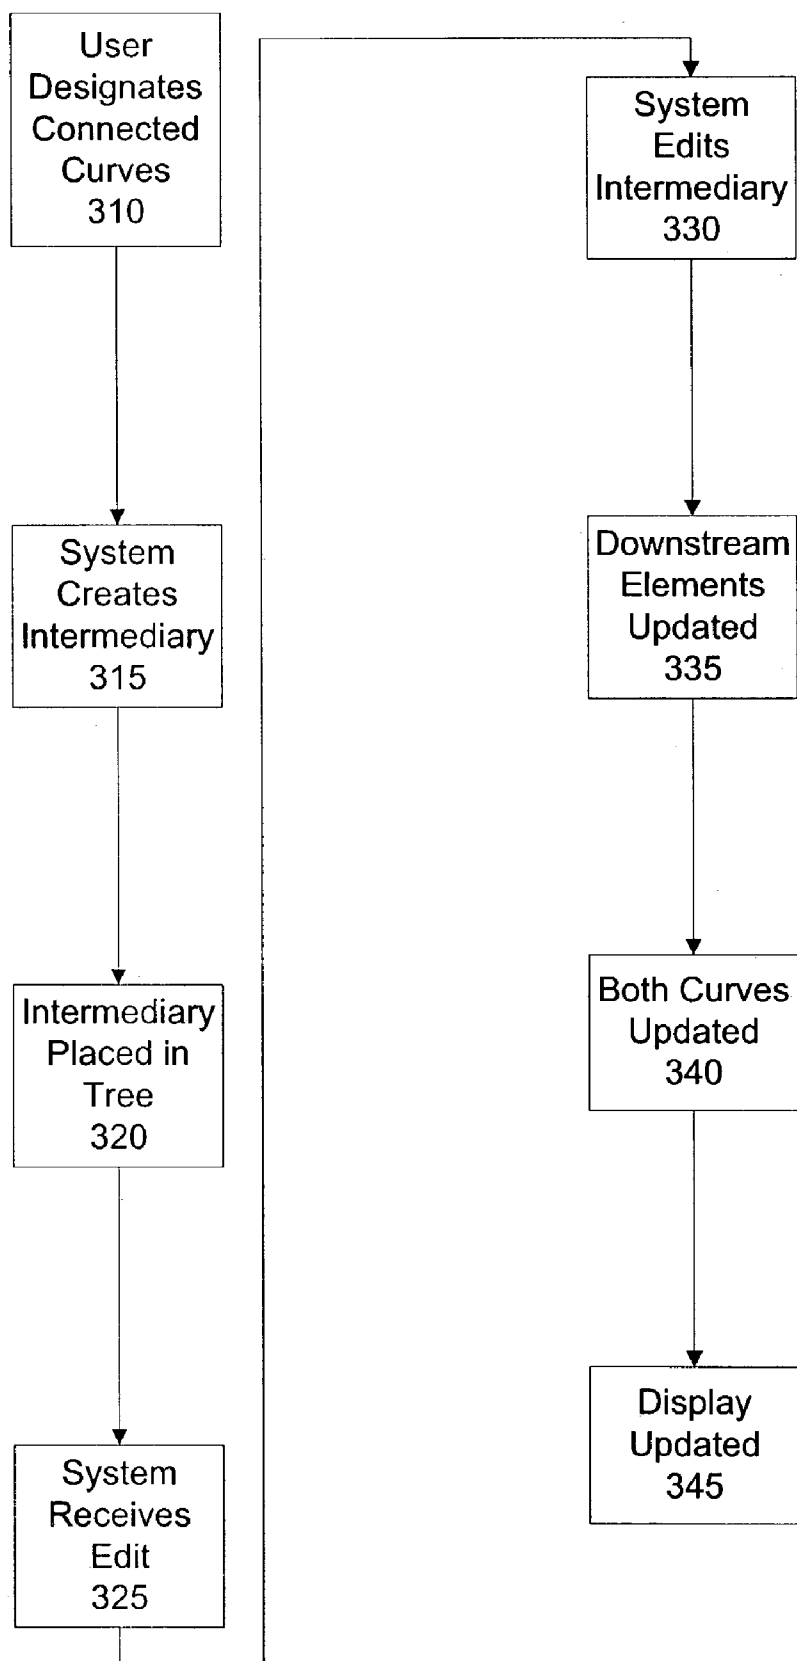 User
Designates
Connected
Curves
310
System
Creates
Intermediary
315
Intermediary
Placed in
Tree
320
System
Receives
Edit
325
System
Edits
Intermediary
330
Downstream
Elements
Updated
335
Both Curves
Updated
340
Display
Updated
345